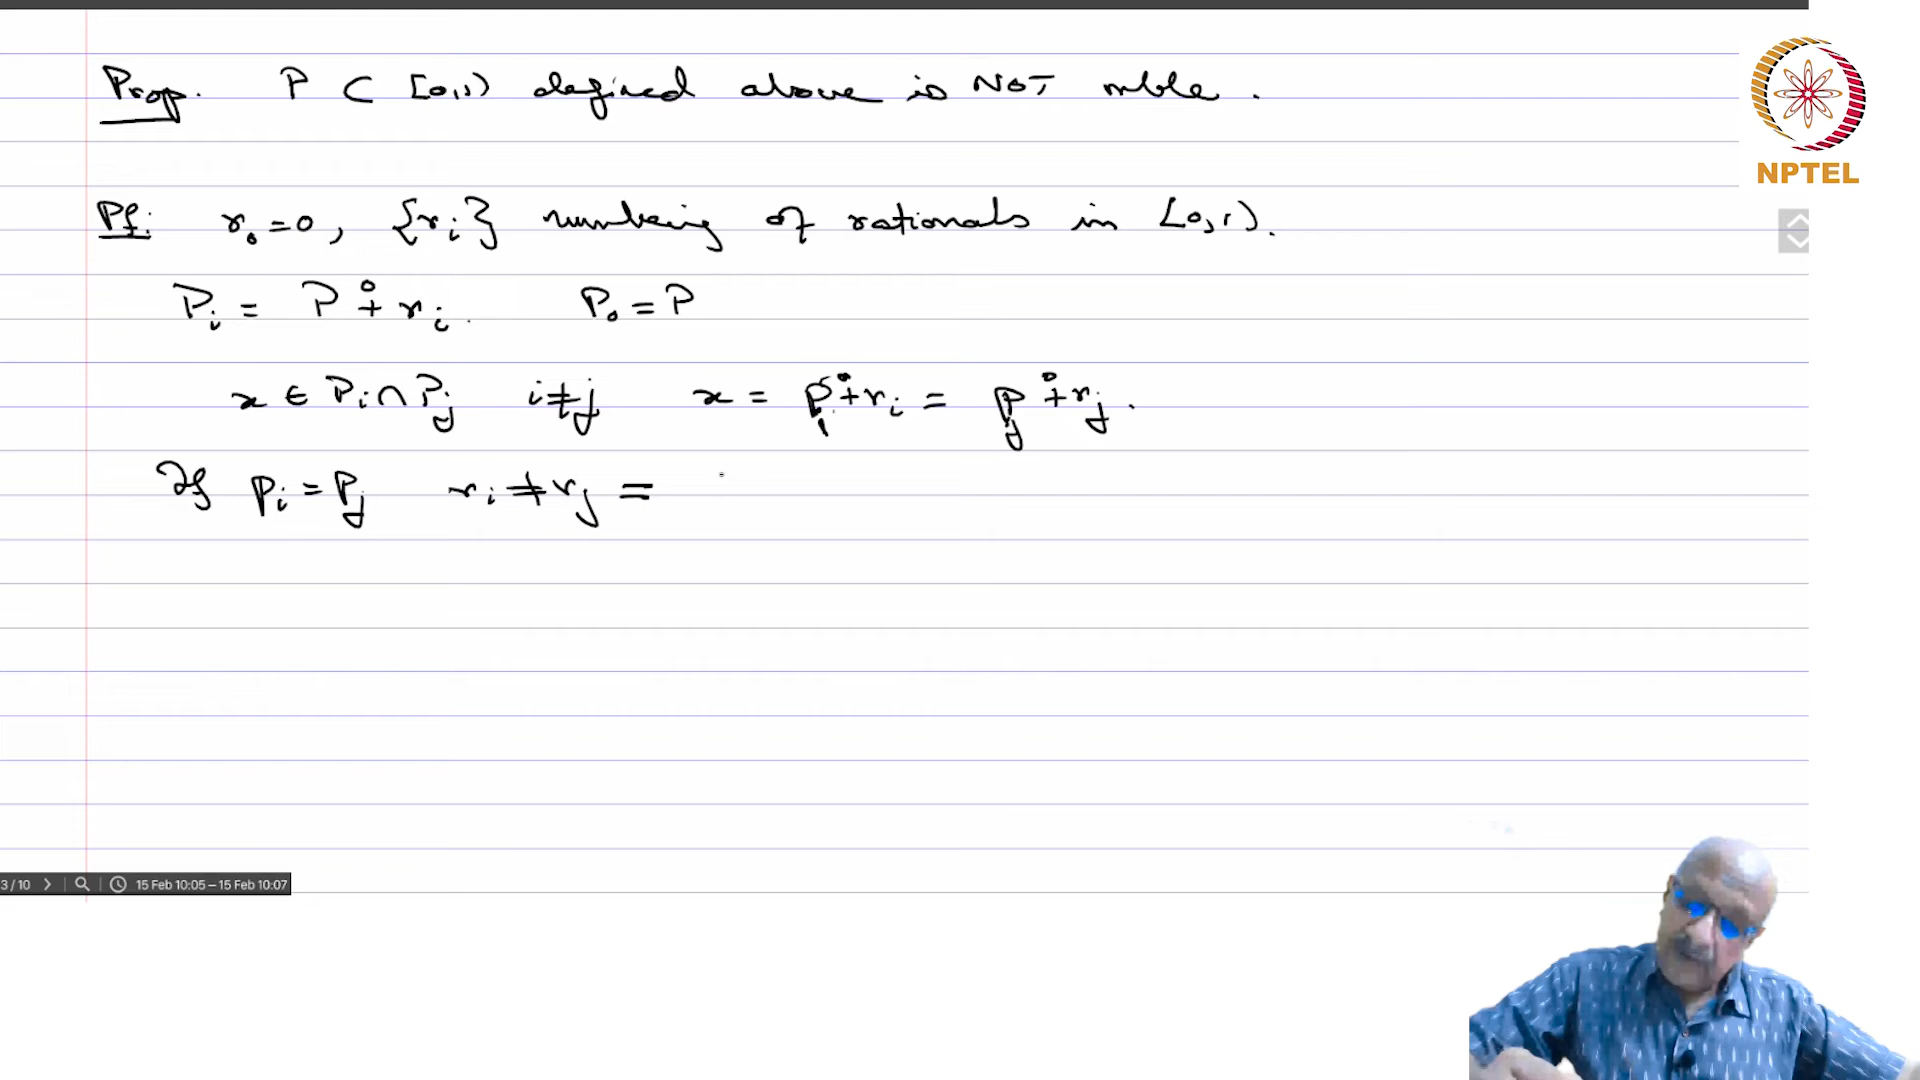 Prop. P ⊂ [0,1) defined above is NOT mble.
NPTEL
Pf: r₀ = 0, {rᵢ} numbering of rationals in [0,1).
Pᵢ = P ∔ rᵢ. P₀ = P
x ∈ Pᵢ ∩ Pⱼ i ≠ j x = pᵢ ∔ rᵢ = pⱼ ∔ rⱼ.
If pᵢ = pⱼ rᵢ ≠ rⱼ =
3 / 10 15 Feb 10:05 – 15 Feb 10:07